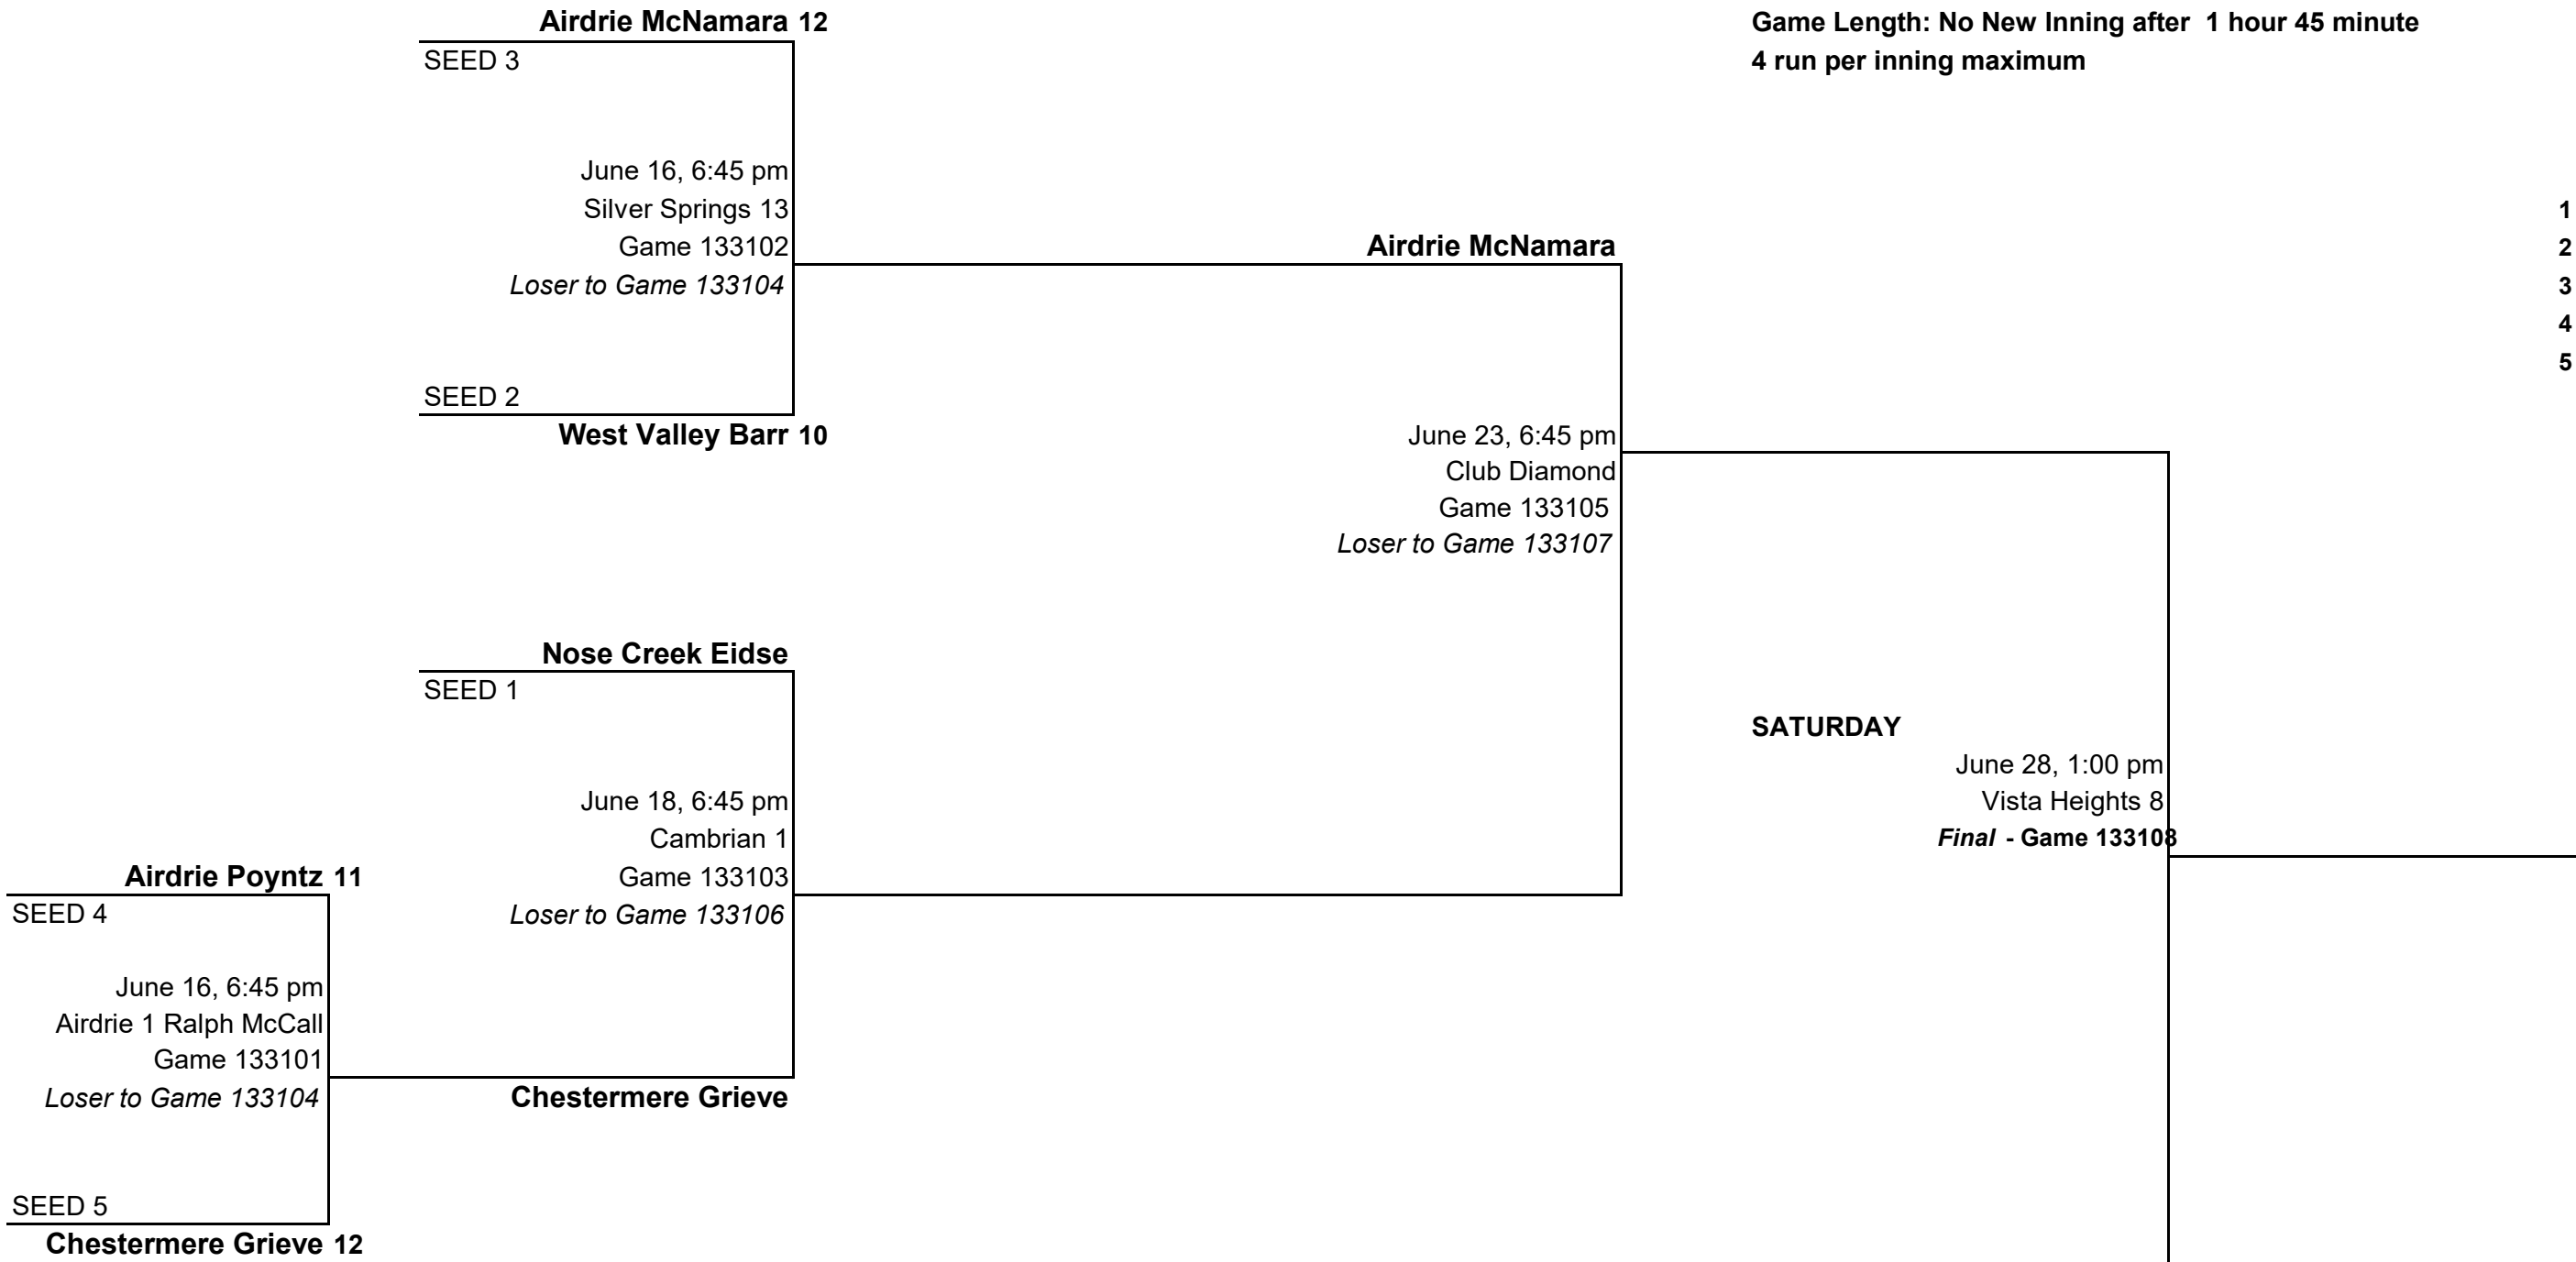 Airdrie McNamara 12
Game Length: No New Inning after 1 hour 45 minute
SEED 3
4 run per inning maximum
June 16, 6:45 pm
Silver Springs 13
1
Game 133102
Airdrie McNamara
2
Loser to Game 133104
3
4
5
SEED 2
West Valley Barr 10
June 23, 6:45 pm
Club Diamond
Game 133105
Loser to Game 133107
Nose Creek Eidse
SEED 1
SATURDAY
June 28, 1:00 pm
June 18, 6:45 pm
Vista Heights 8
Cambrian 1
Final - Game 133108
Airdrie Poyntz 11
Game 133103
SEED 4
Loser to Game 133106
June 16, 6:45 pm
Airdrie 1 Ralph McCall
Game 133101
Loser to Game 133104
Chestermere Grieve
SEED 5
Chestermere Grieve 12